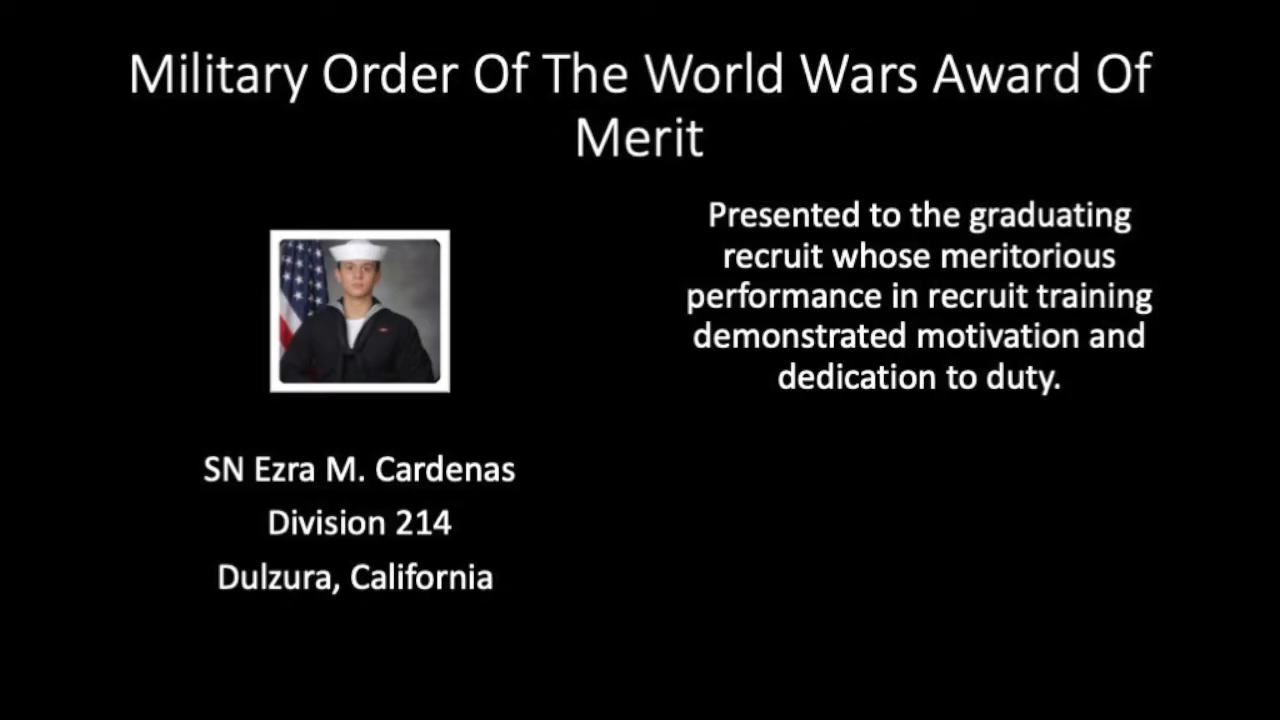 Military Order Of The World Wars Award Of
Merit
Presented to the graduating
recruit whose meritorious
performance in recruit training
demonstrated motivation and
dedication to duty.
SN Ezra M. Cardenas
Division 214
Dulzura, California